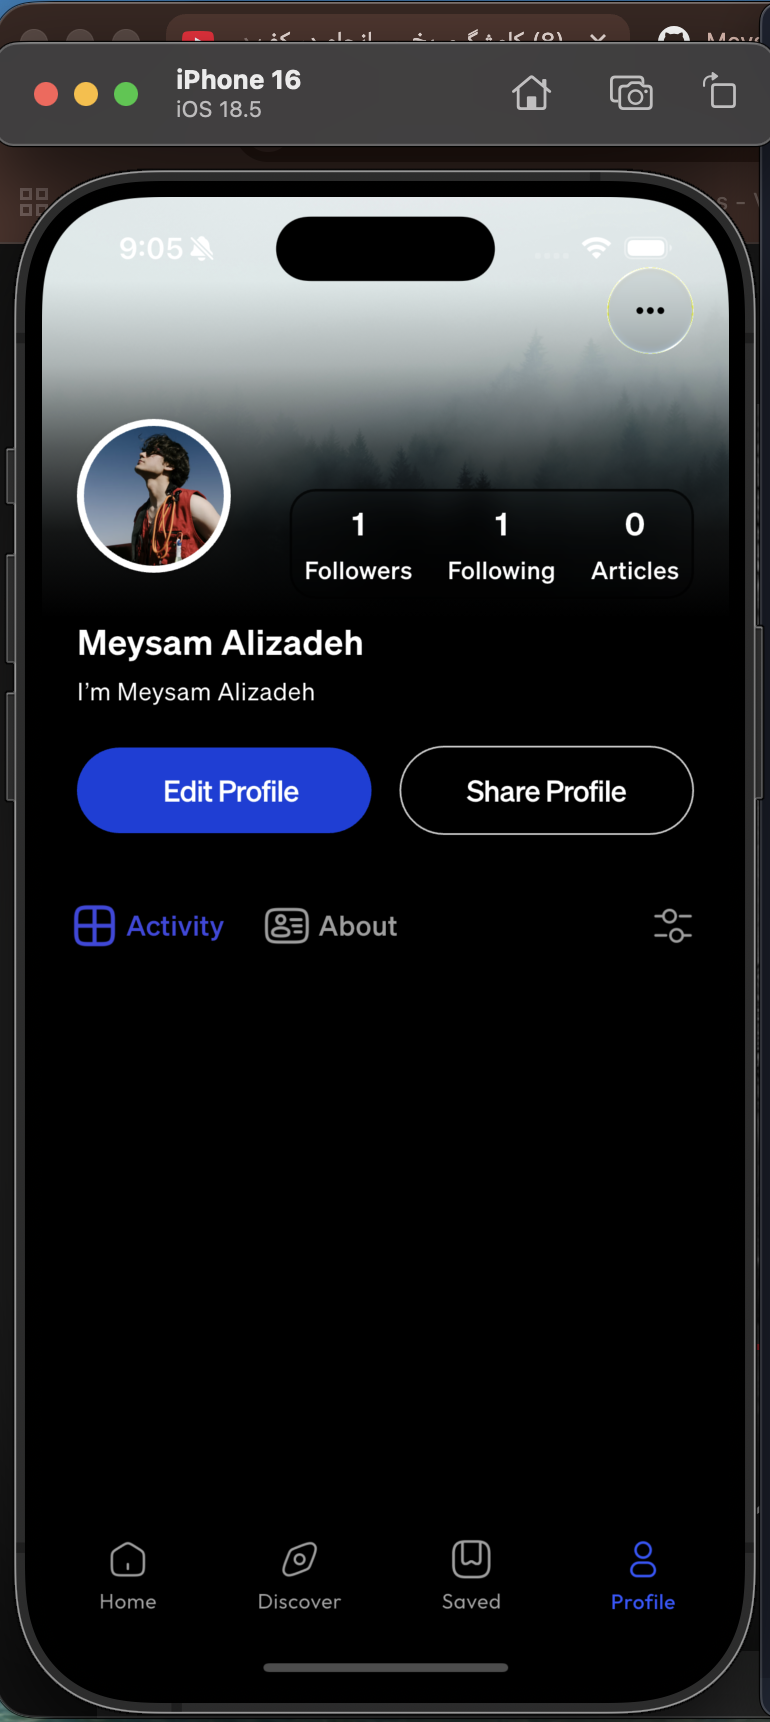 (8)
iPhone 16
iOS 18.5
9:05
1 1 0
Followers Following Articles
Meysam Alizadeh
I'm Meysam Alizadeh
Edit Profile Share Profile
Activity About
Home Discover Saved Profile